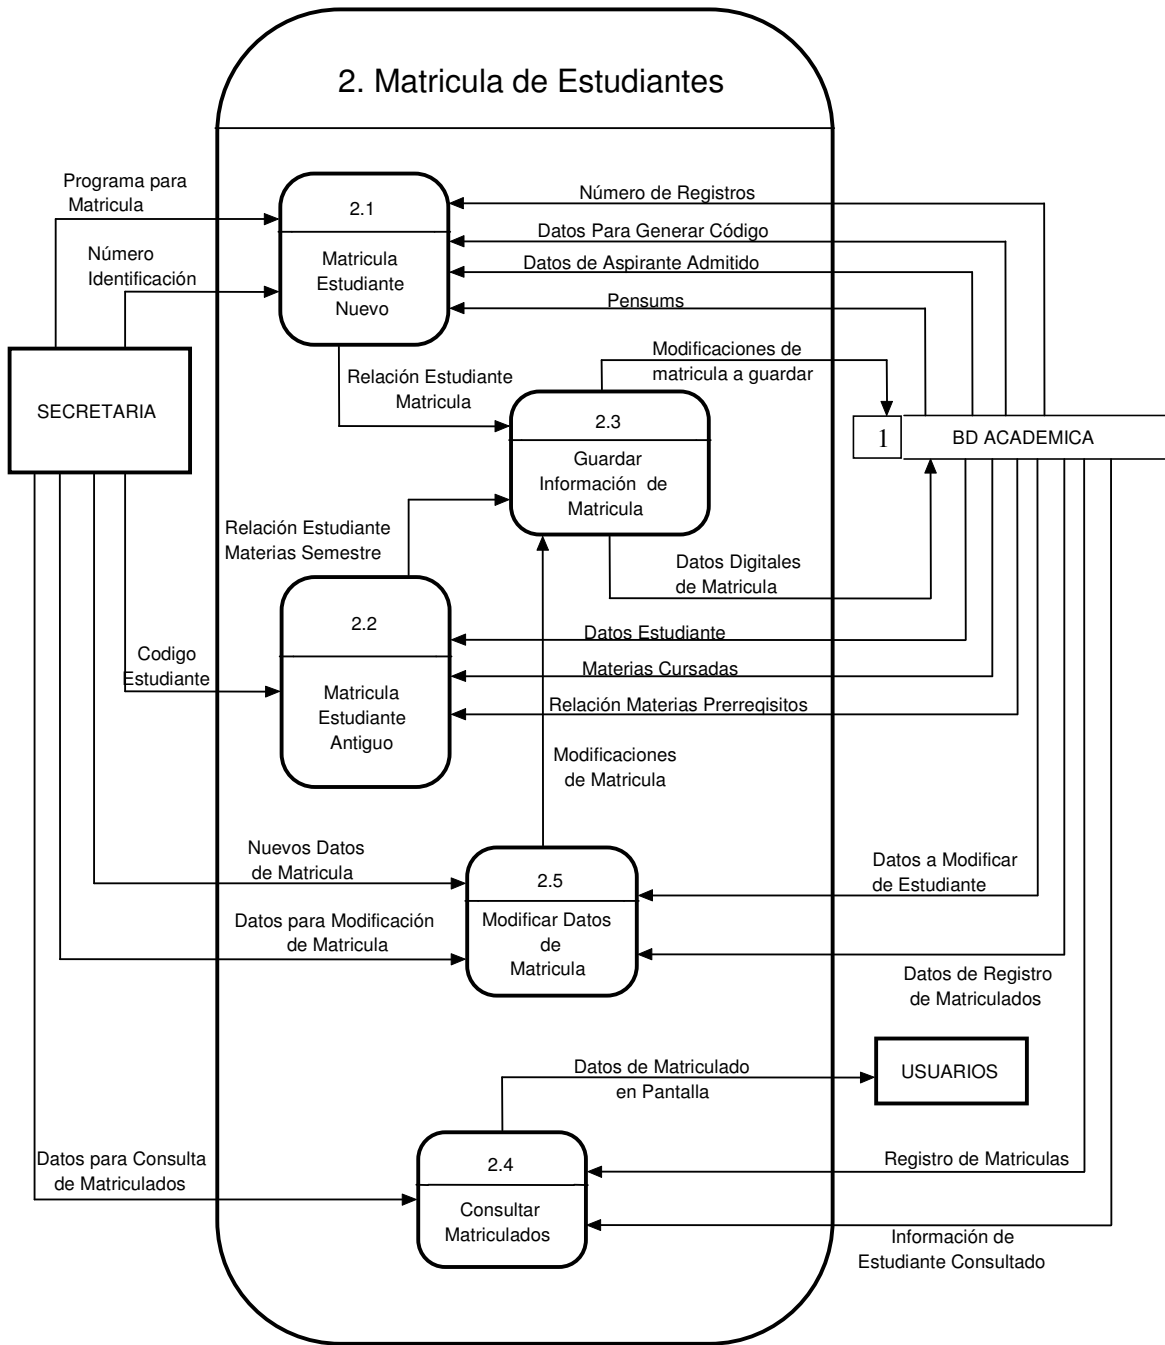 2. Matricula de Estudiantes
Programa para
Matricula
Número
Identificación
2.1
Matricula
Estudiante
Nuevo
Número de Registros
Datos Para Generar Código
Datos de Aspirante Admitido
Pensums
SECRETARIA
Relación Estudiante
Matricula
Modificaciones de
matricula a guardar
2.3
Guardar
Información de
Matricula
1
BD ACADEMICA
Relación Estudiante
Materias Semestre
Datos Digitales
de Matricula
2.2
Matricula
Estudiante
Antiguo
Codigo
Estudiante
Datos Estudiante
Materias Cursadas
Relación Materias Prerreqisitos
Modificaciones
de Matricula
Nuevos Datos
de Matricula
Datos para Modificación
de Matricula
2.5
Modificar Datos
de
Matricula
Datos a Modificar
de Estudiante
Datos de Registro
de Matriculados
Datos de Matriculado
en Pantalla
USUARIOS
Datos para Consulta
de Matriculados
2.4
Consultar
Matriculados
Registro de Matriculas
Información de
Estudiante Consultado